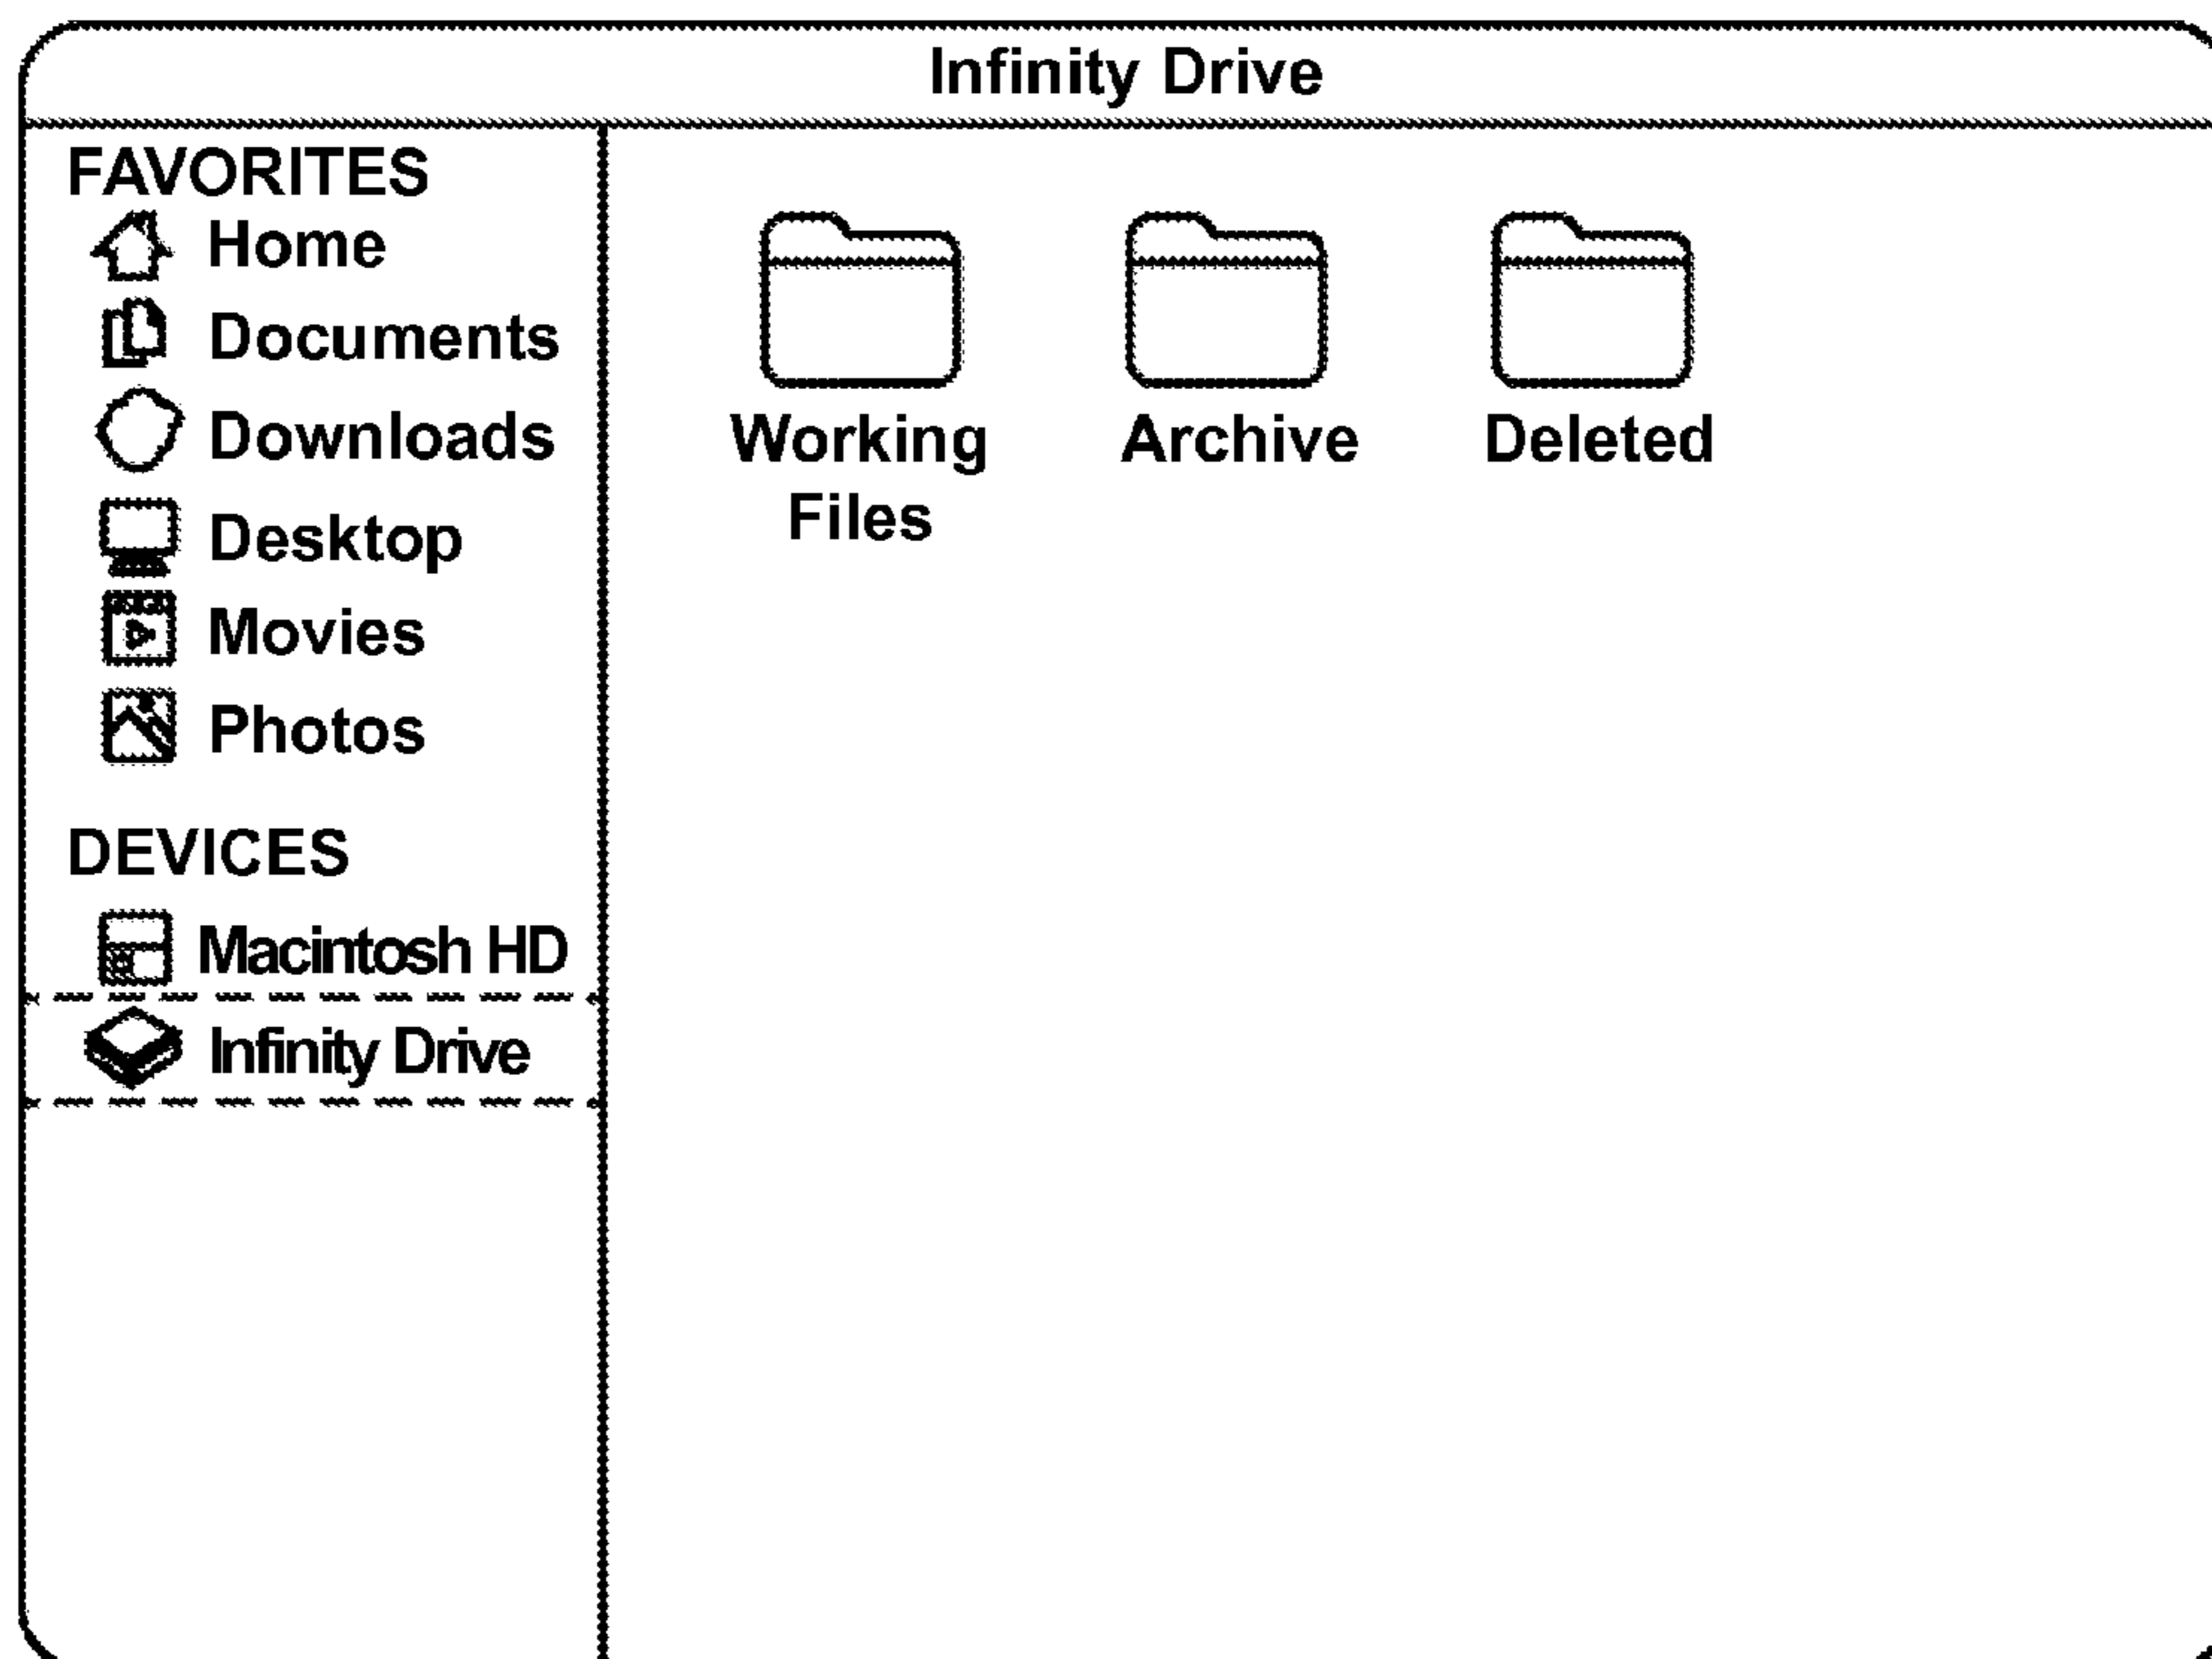 Infinity Drive
FAVORITES
Home
Documents
Downloads
Desktop
Movies
Photos
DEVICES
Macintosh HD
Infinity Drive
Working
Files
Archive
Deleted